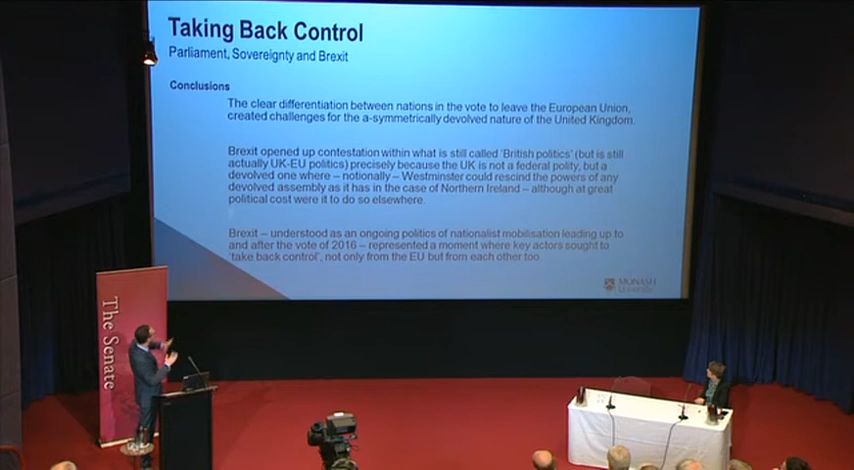 Taking Back Control
Parliament, Sovereignty and Brexit
Conclusions
The clear differentiation between nations in the vote to leave the European Union,
created challenges for the a-symmetrically devolved nature of the United Kingdom.
Brexit opened up contestation within what is still called 'British politics' (but is still
actually UK-EU politics) precisely because the UK is not a federal polity, but a
devolved one where – notionally – Westminster could rescind the powers of any
devolved assembly as it has in the case of Northern Ireland – although at great
political cost were it to do so elsewhere.
Brexit – understood as an ongoing politics of nationalist mobilisation leading up to
and after the vote of 2016 – represented a moment where key actors sought to
'take back control', not only from the EU but from each other too
MONASH
University
The Senate